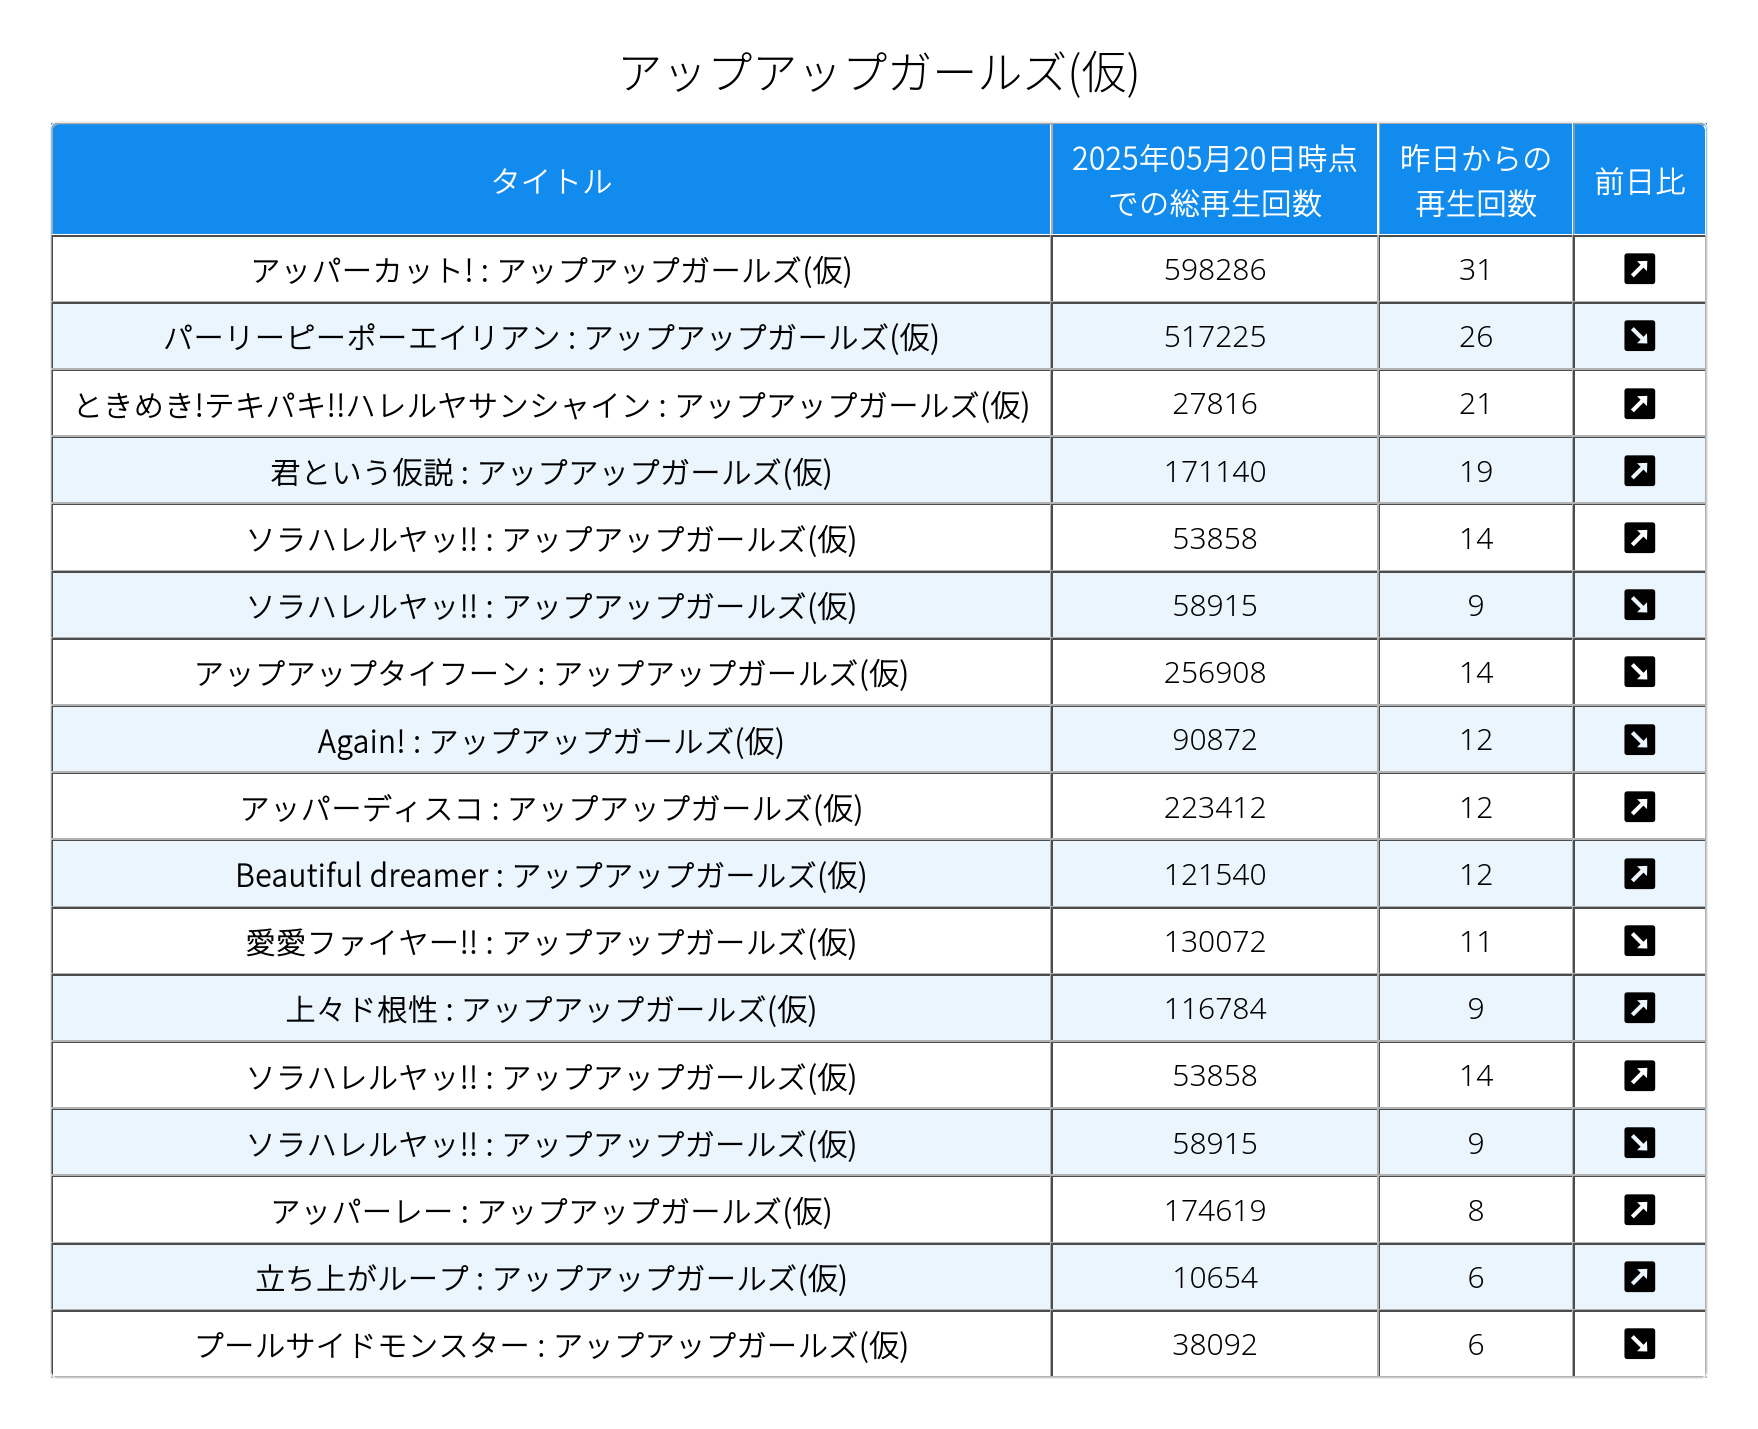 アップアップガールズ(仮)
タイトル 2025年05月20日時点での総再生回数 昨日からの再生回数 前日比
アッパーカット! : アップアップガールズ(仮) 598286 31 ↗
パーリーピーポーエイリアン : アップアップガールズ(仮) 517225 26 ↘
ときめき!テキパキ!!ハレルヤサンシャイン : アップアップガールズ(仮) 27816 21 ↗
君という仮説 : アップアップガールズ(仮) 171140 19 ↗
ソラハレルヤッ!! : アップアップガールズ(仮) 53858 14 ↗
ソラハレルヤッ!! : アップアップガールズ(仮) 58915 9 ↘
アップアップタイフーン : アップアップガールズ(仮) 256908 14 ↘
Again! : アップアップガールズ(仮) 90872 12 ↘
アッパーディスコ : アップアップガールズ(仮) 223412 12 ↗
Beautiful dreamer : アップアップガールズ(仮) 121540 12 ↗
愛愛ファイヤー!! : アップアップガールズ(仮) 130072 11 ↘
上々ド根性 : アップアップガールズ(仮) 116784 9 ↗
ソラハレルヤッ!! : アップアップガールズ(仮) 53858 14 ↗
ソラハレルヤッ!! : アップアップガールズ(仮) 58915 9 ↘
アッパーレー : アップアップガールズ(仮) 174619 8 ↗
立ち上がループ : アップアップガールズ(仮) 10654 6 ↗
プールサイドモンスター : アップアップガールズ(仮) 38092 6 ↘